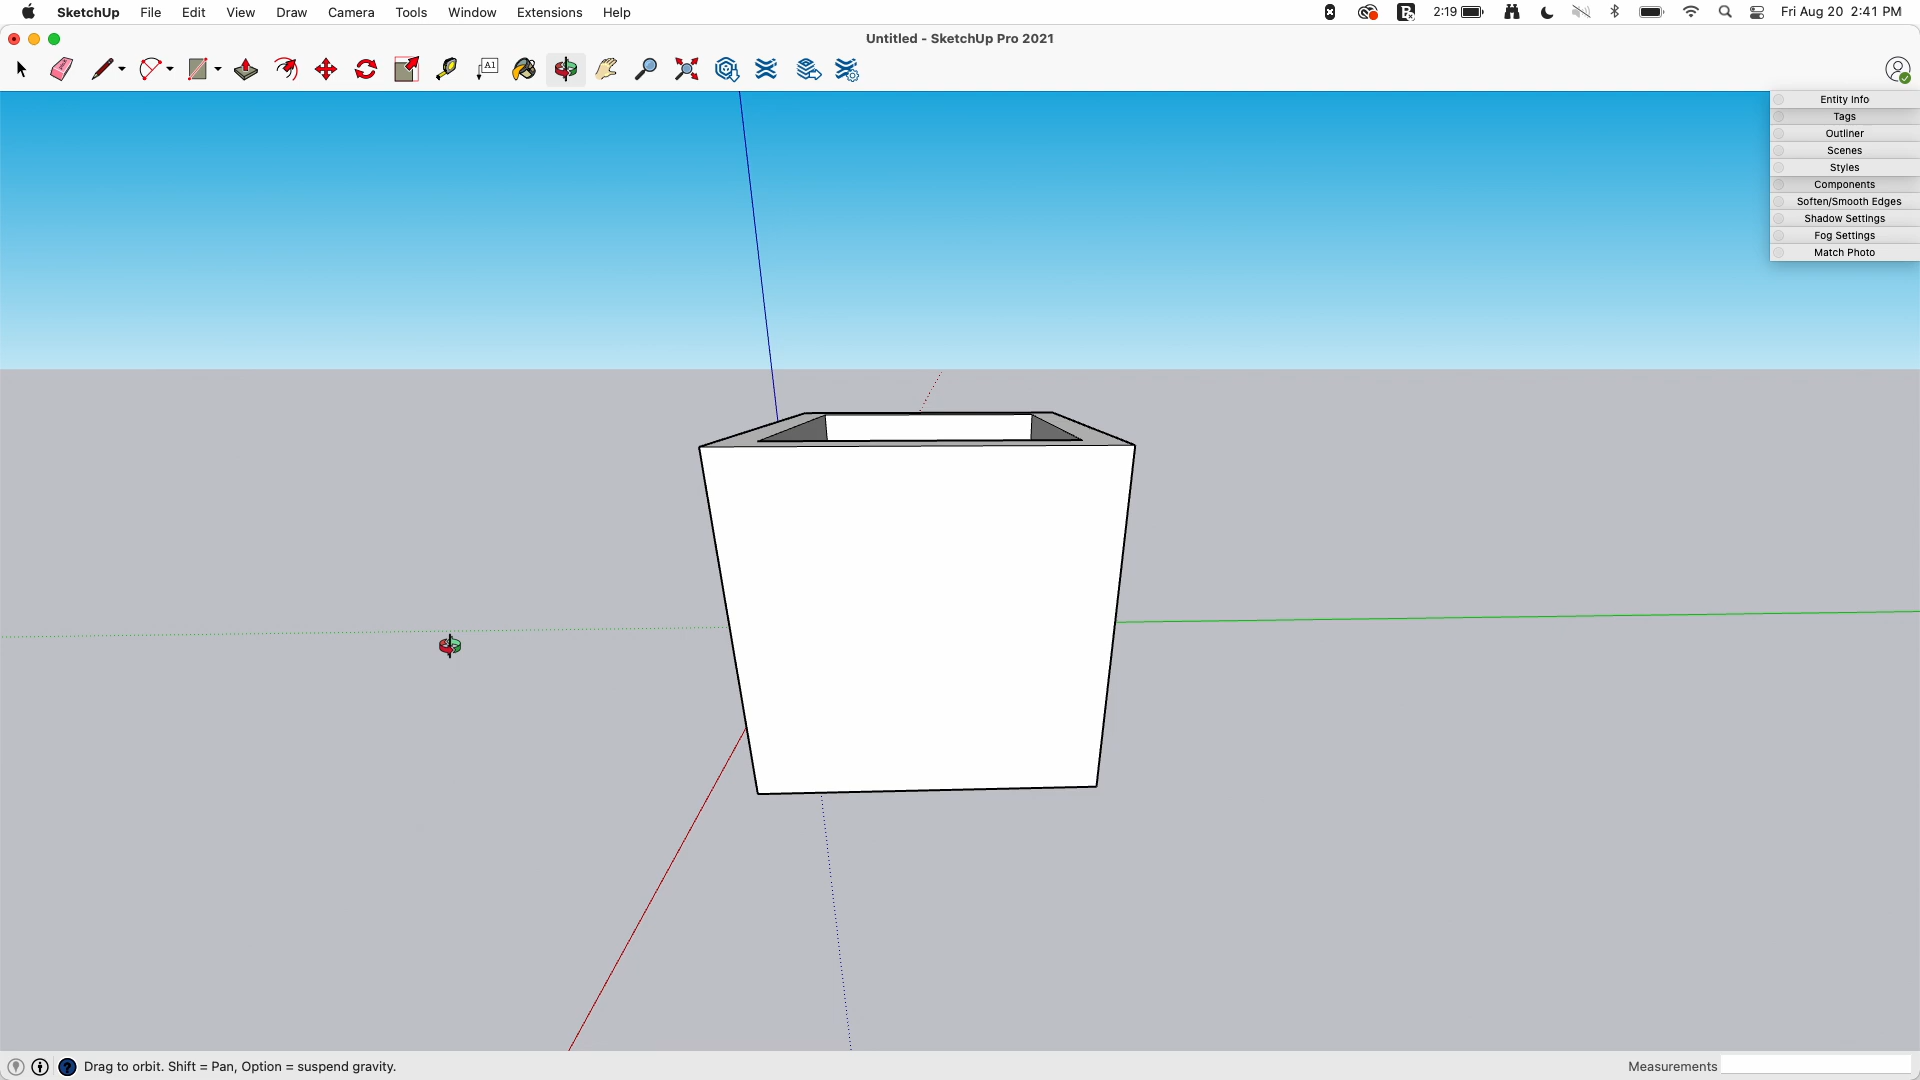 SketchUp File Edit View Draw Camera Tools Window Extensions Help 2:19 Fri Aug 20 2:41 PM
Untitled - SketchUp Pro 2021
A1
Entity Info
Tags
Outliner
Scenes
Styles
Components
Soften/Smooth Edges
Shadow Settings
Fog Settings
Match Photo
Drag to orbit. Shift = Pan, Option = suspend gravity.
Measurements